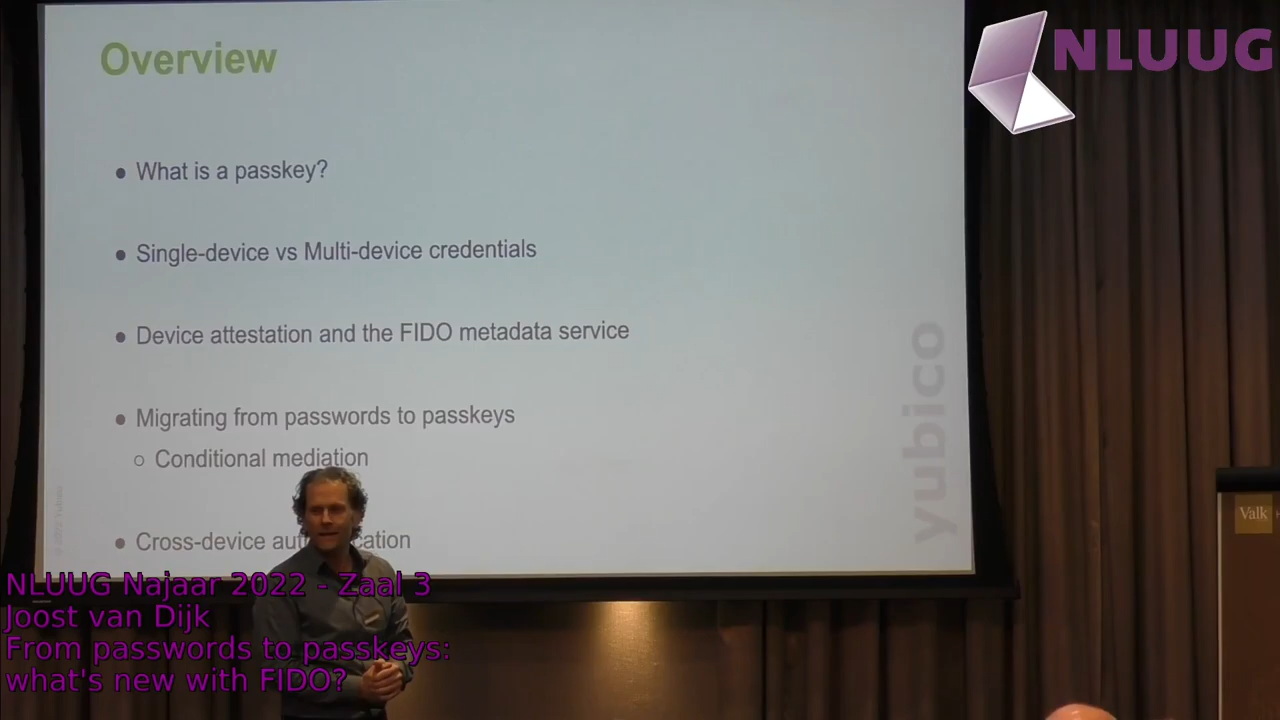 Overview
NLUUG
● What is a passkey?
● Single-device vs Multi-device credentials
● Device attestation and the FIDO metadata service
● Migrating from passwords to passkeys
○ Conditional mediation
● Cross-device aut cation
yubico
Valk
NLUUG Najaar 2022 - Zaal 3
Joost van Dijk
From passwords to passkeys:
what's new with FIDO?